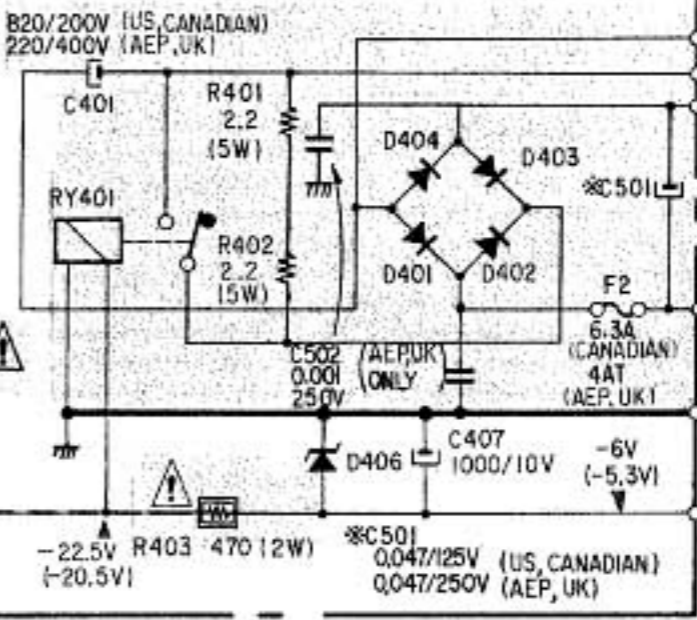 820/200V (US,CANADIAN)
220/400V (AEP,UK)
C401
R401
2.2
(5W)
D404
D403
※C501
RY401
R402
2.2
(5W)
D401
D402
F2
6.3A
(CANADIAN)
4AT
(AEP,UK)
C502
0.001
250V
(AEP,UK
ONLY)
D406
C407
1000/10V
-6V
(-5.3V)
-22.5V
(-20.5V)
R403 470 (2W)
※C501
0.047/125V (US,CANADIAN)
0.047/250V (AEP,UK)